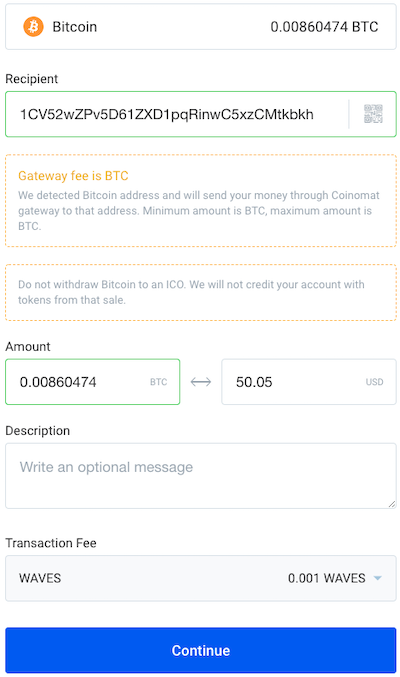 Bitcoin 0.00860474 BTC
Recipient
1CV52wZPv5D61ZXD1pqRinwC5xzCMtkbkh
Gateway fee is BTC
We detected Bitcoin address and will send your money through Coinomat
gateway to that address. Minimum amount is BTC, maximum amount is
BTC.
Do not withdraw Bitcoin to an ICO. We will not credit your account with
tokens from that sale.
Amount
0.00860474 BTC 50.05 USD
Description
Write an optional message
Transaction Fee
WAVES 0.001 WAVES
Continue